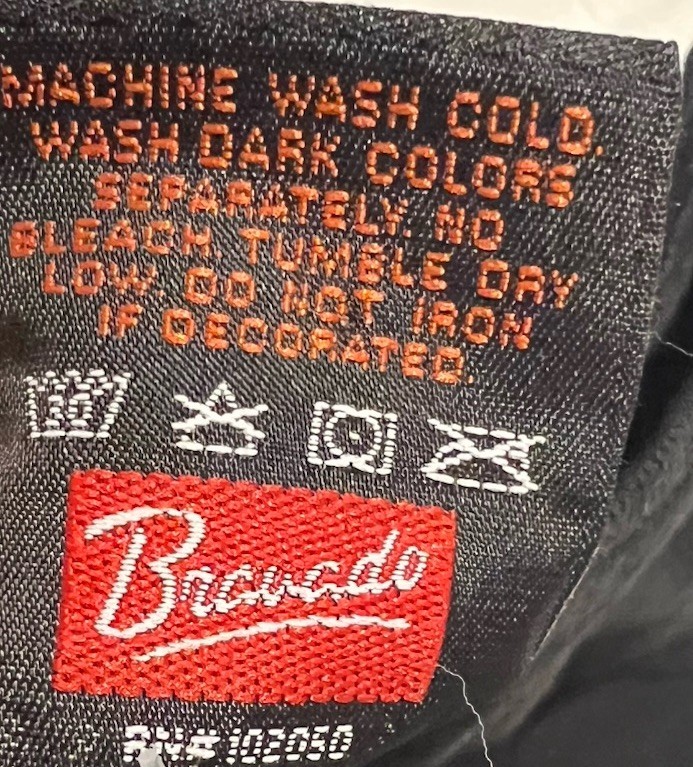 MACHINE WASH COLD.
WASH DARK COLORS
SEPARATELY. NO
BLEACH. TUMBLE DRY
LOW. DO NOT IRON
IF DECORATED.
30
Bravado
RN# 102050